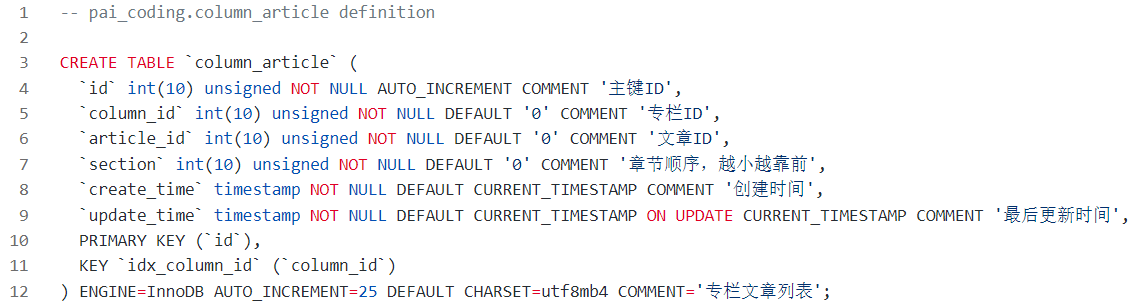 1 -- pai_coding.column_article definition
2
3 CREATE TABLE `column_article` (
4 `id` int(10) unsigned NOT NULL AUTO_INCREMENT COMMENT '主键ID',
5 `column_id` int(10) unsigned NOT NULL DEFAULT '0' COMMENT '专栏ID',
6 `article_id` int(10) unsigned NOT NULL DEFAULT '0' COMMENT '文章ID',
7 `section` int(10) unsigned NOT NULL DEFAULT '0' COMMENT '章节顺序，越小越靠前',
8 `create_time` timestamp NOT NULL DEFAULT CURRENT_TIMESTAMP COMMENT '创建时间',
9 `update_time` timestamp NOT NULL DEFAULT CURRENT_TIMESTAMP ON UPDATE CURRENT_TIMESTAMP COMMENT '最后更新时间',
10 PRIMARY KEY (`id`),
11 KEY `idx_column_id` (`column_id`)
12 ) ENGINE=InnoDB AUTO_INCREMENT=25 DEFAULT CHARSET=utf8mb4 COMMENT='专栏文章列表';